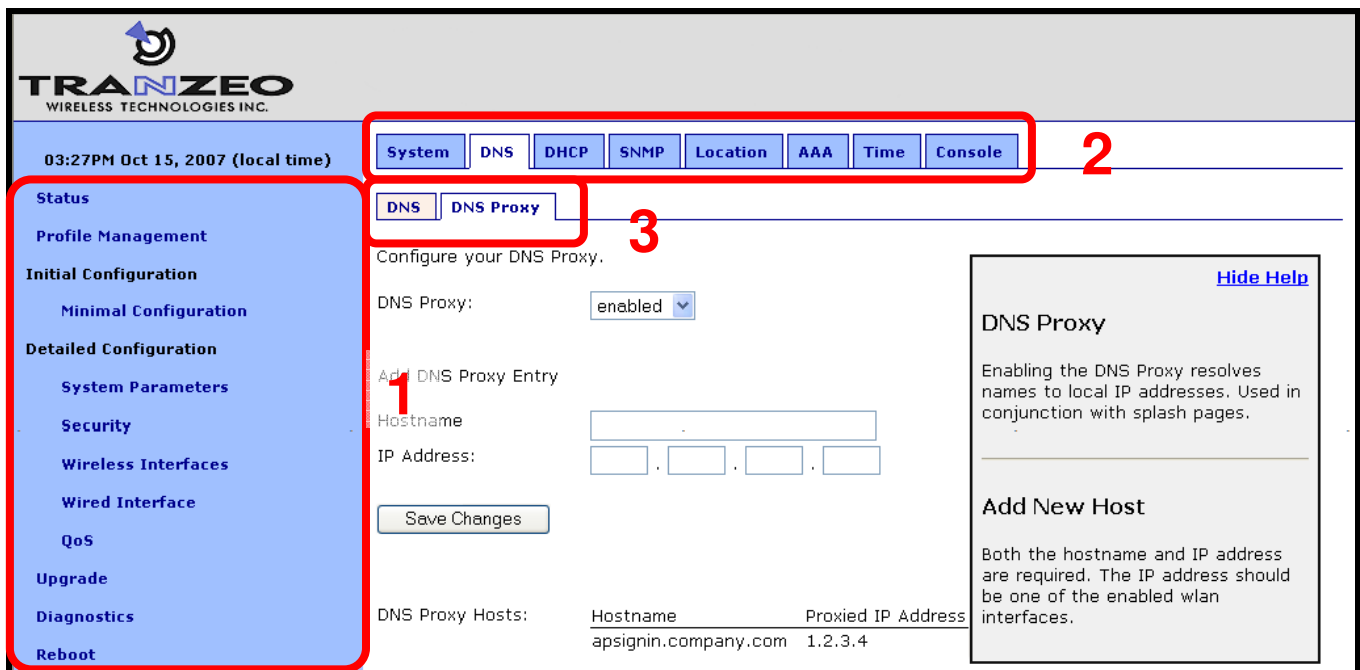 TRANZEO
WIRELESS TECHNOLOGIES INC.
03:27PM Oct 15, 2007 (local time)
Status
Profile Management
Initial Configuration
Minimal Configuration
Detailed Configuration
System Parameters
Security
Wireless Interfaces
Wired Interface
QoS
Upgrade
Diagnostics
Reboot
1
System DNS DHCP SNMP Location AAA Time Console
2
DNS DNS Proxy
3
Configure your DNS Proxy.
DNS Proxy: enabled
Add DNS Proxy Entry
Hostname
IP Address: . . .
Save Changes
DNS Proxy Hosts: Hostname Proxied IP Address
apsignin.company.com 1.2.3.4
Hide Help
DNS Proxy
Enabling the DNS Proxy resolves
names to local IP addresses. Used in
conjunction with splash pages.
Add New Host
Both the hostname and IP address
are required. The IP address should
be one of the enabled wlan
interfaces.